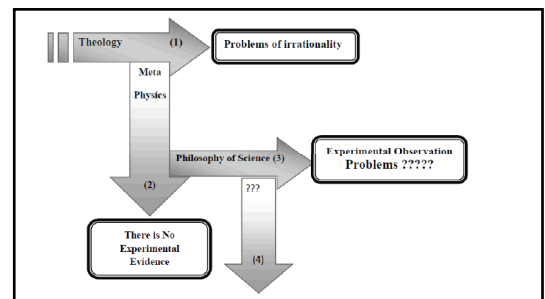 Theology (1)
Problems of irrationality
Meta
Physics
Philosophy of Science (3)
Experimental Observation
Problems ?????
(2)
???
There is No
Experimental
Evidence
(4)